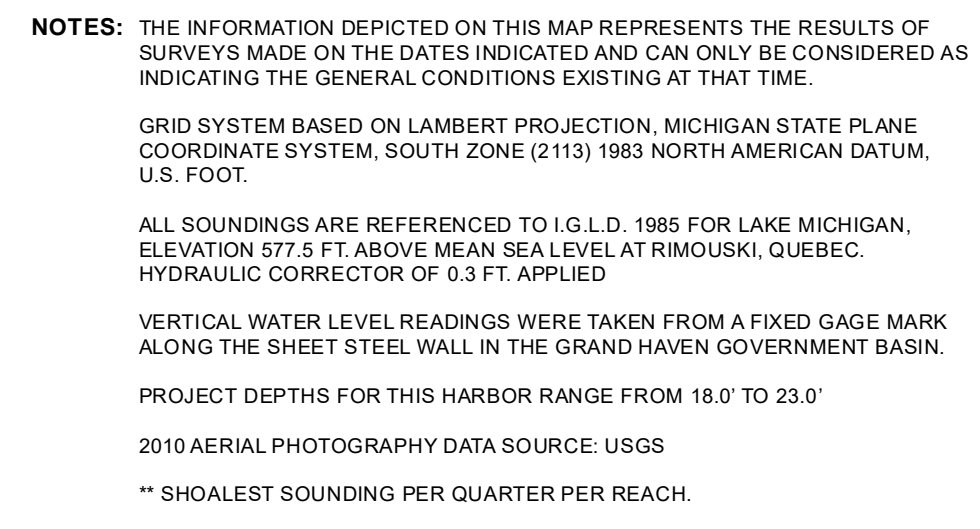 NOTES: THE INFORMATION DEPICTED ON THIS MAP REPRESENTS THE RESULTS OF
SURVEYS MADE ON THE DATES INDICATED AND CAN ONLY BE CONSIDERED AS
INDICATING THE GENERAL CONDITIONS EXISTING AT THAT TIME.
GRID SYSTEM BASED ON LAMBERT PROJECTION, MICHIGAN STATE PLANE
COORDINATE SYSTEM, SOUTH ZONE (2113) 1983 NORTH AMERICAN DATUM,
U.S. FOOT.
ALL SOUNDINGS ARE REFERENCED TO I.G.L.D. 1985 FOR LAKE MICHIGAN,
ELEVATION 577.5 FT. ABOVE MEAN SEA LEVEL AT RIMOUSKI, QUEBEC.
HYDRAULIC CORRECTOR OF 0.3 FT. APPLIED
VERTICAL WATER LEVEL READINGS WERE TAKEN FROM A FIXED GAGE MARK
ALONG THE SHEET STEEL WALL IN THE GRAND HAVEN GOVERNMENT BASIN.
PROJECT DEPTHS FOR THIS HARBOR RANGE FROM 18.0’ TO 23.0’
2010 AERIAL PHOTOGRAPHY DATA SOURCE: USGS
** SHOALEST SOUNDING PER QUARTER PER REACH.